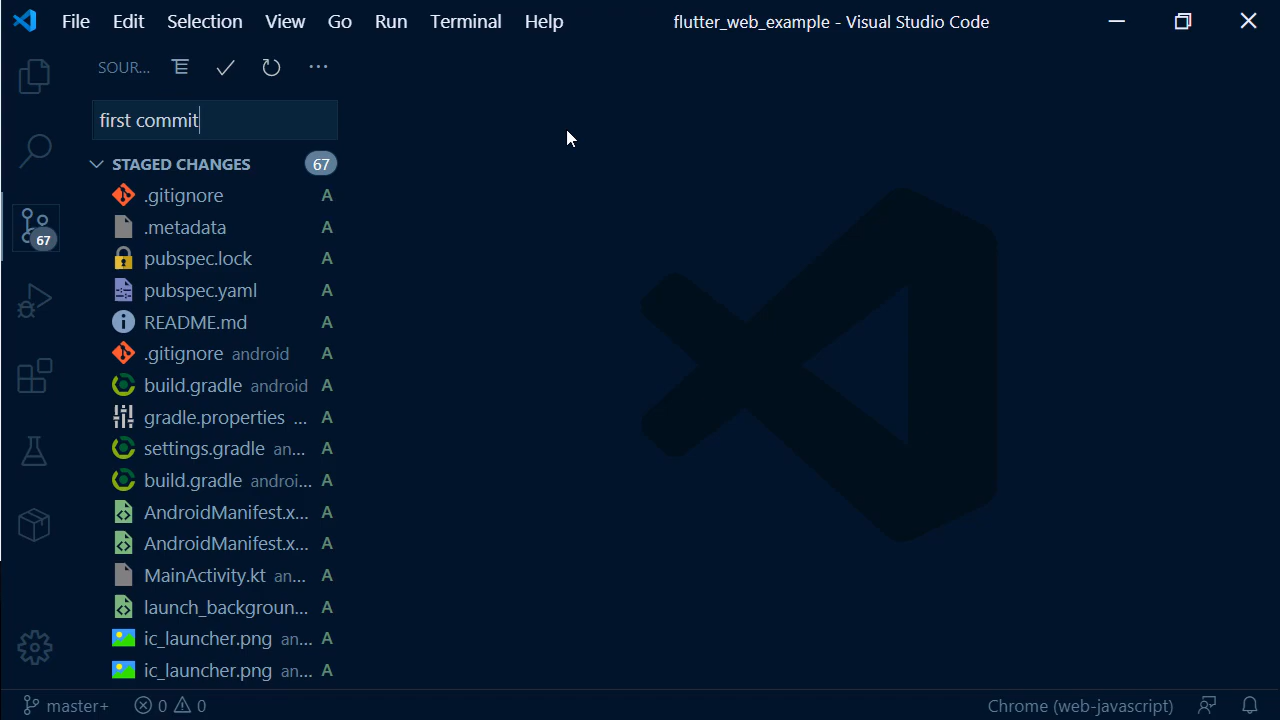 File Edit Selection View Go Run Terminal Help flutter_web_example - Visual Studio Code
SOUR...
first commit
STAGED CHANGES 67
.gitignore A
.metadata A
67
pubspec.lock A
pubspec.yaml A
README.md A
.gitignore android A
build.gradle android A
gradle.properties ... A
settings.gradle an... A
build.gradle androi... A
AndroidManifest.x... A
AndroidManifest.x... A
MainActivity.kt an... A
launch_backgroun... A
ic_launcher.png an... A
ic_launcher.png an... A
master+ 0 0 Chrome (web-javascript)